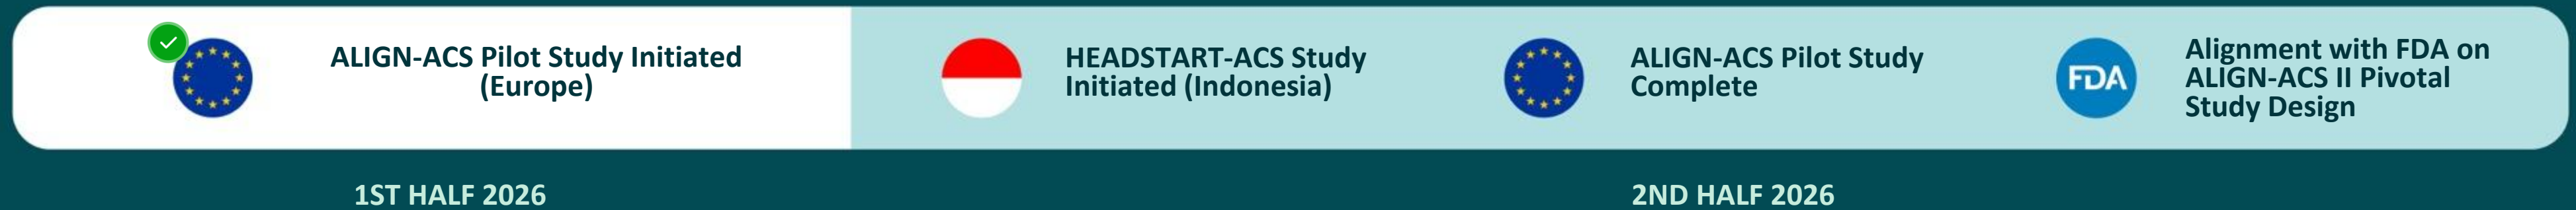 ALIGN-ACS Pilot Study Initiated
(Europe)
HEADSTART-ACS Study
Initiated (Indonesia)
ALIGN-ACS Pilot Study
Complete
FDA
Alignment with FDA on
ALIGN-ACS II Pivotal
Study Design
1ST HALF 2026
2ND HALF 2026